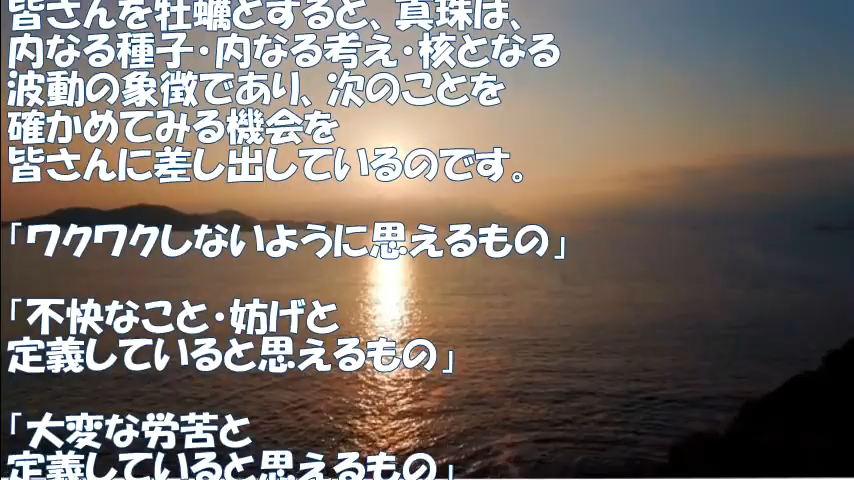 皆さんを牡蠣とすると、真珠は、
内なる種子・内なる考え・核となる
波動の象徴であり、次のことを
確かめてみる機会を
皆さんに差し出しているのです。
「ワクワクしないように思えるもの」
「不快なこと・妨げと
定義していると思えるもの」
「大変な労苦と
定義していると思えるもの」